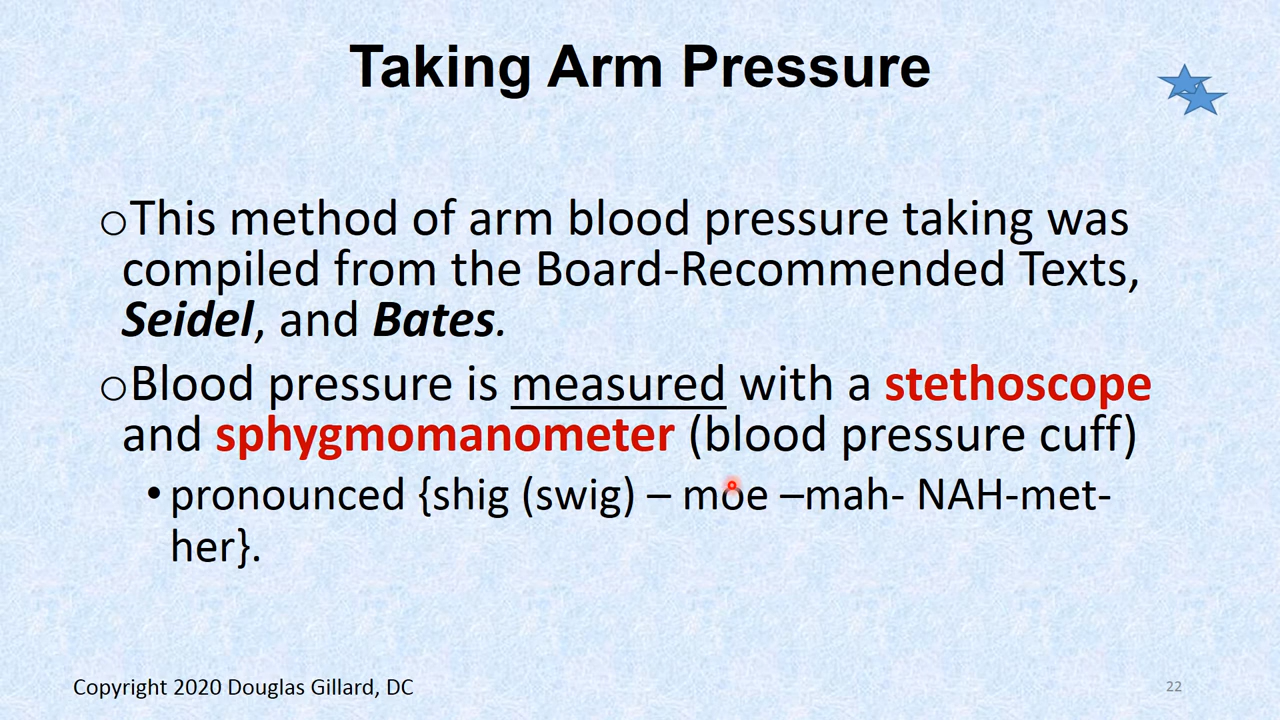 Taking Arm Pressure
oThis method of arm blood pressure taking was
compiled from the Board-Recommended Texts,
Seidel, and Bates.
oBlood pressure is measured with a stethoscope
and sphygmomanometer (blood pressure cuff)
• pronounced {shig (swig) – moe –mah- NAH-met-
her}.
Copyright 2020 Douglas Gillard, DC
22